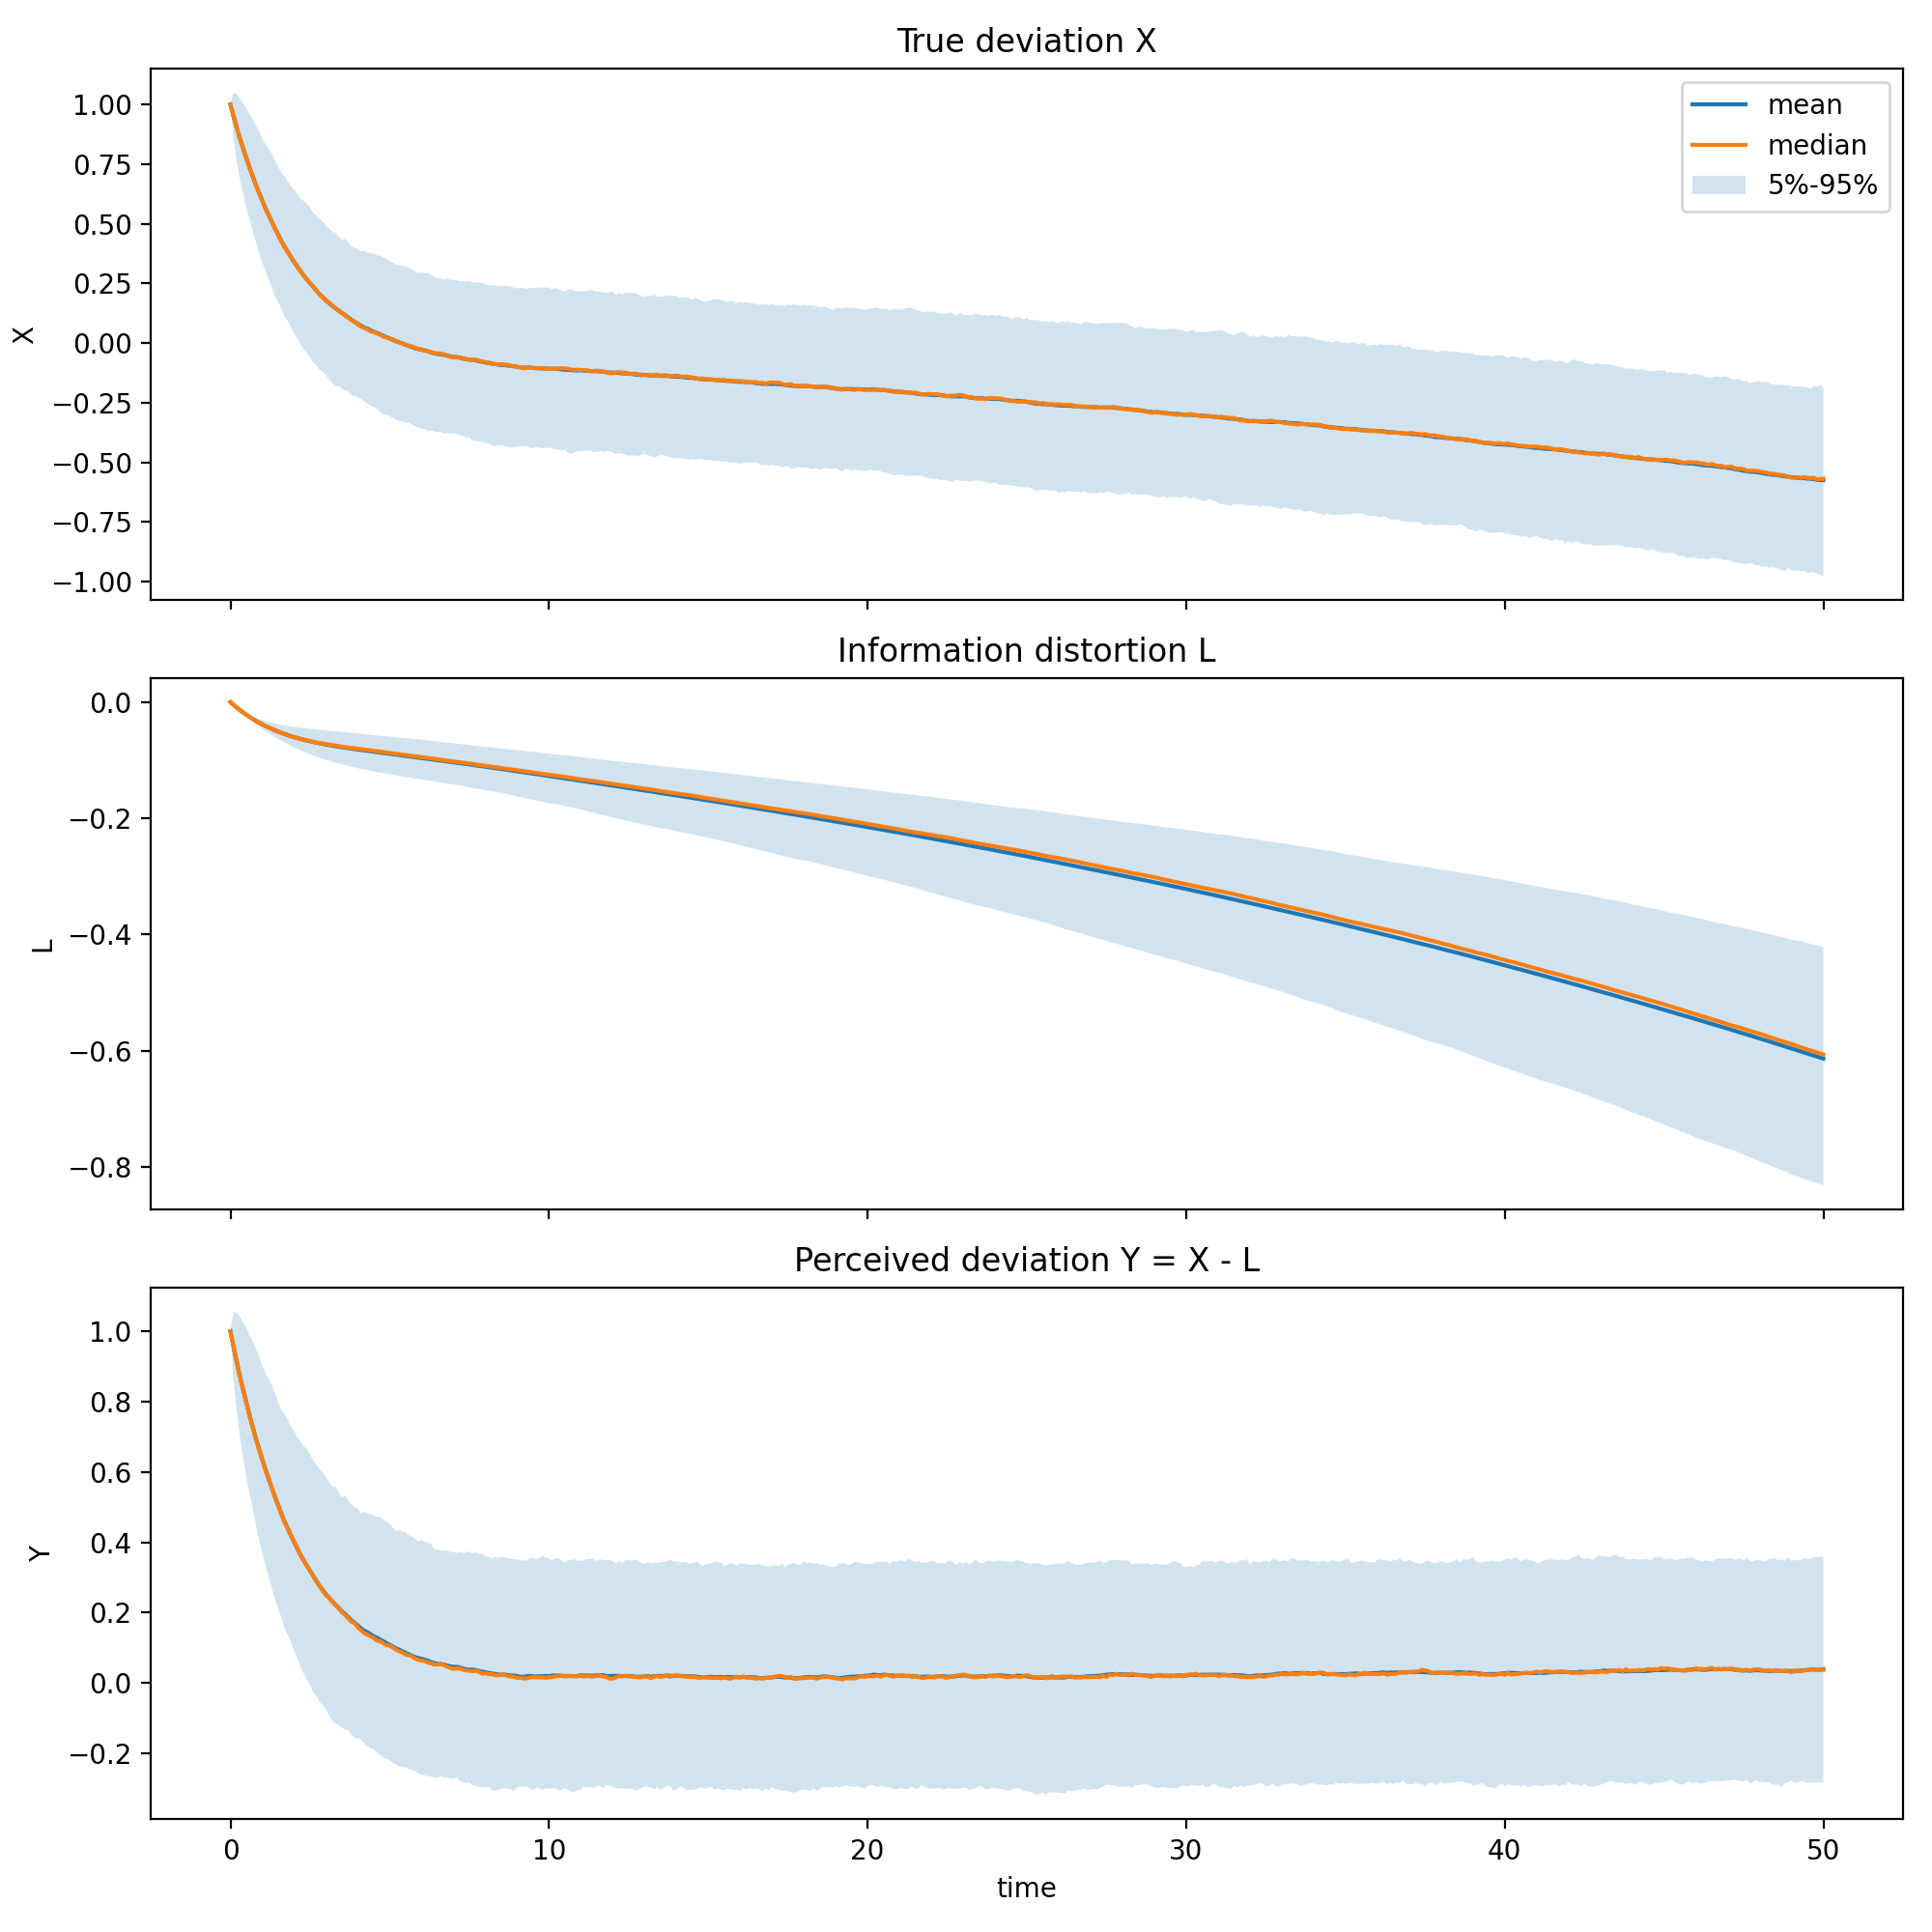 True deviation X
1.00
0.75
0.50
0.25
0.00
−0.25
−0.50
−0.75
−1.00
X
mean
median
5%-95%
Information distortion L
0.0
−0.2
−0.4
−0.6
−0.8
L
Perceived deviation Y = X - L
1.0
0.8
0.6
0.4
0.2
0.0
−0.2
Y
0 10 20 30 40 50
time